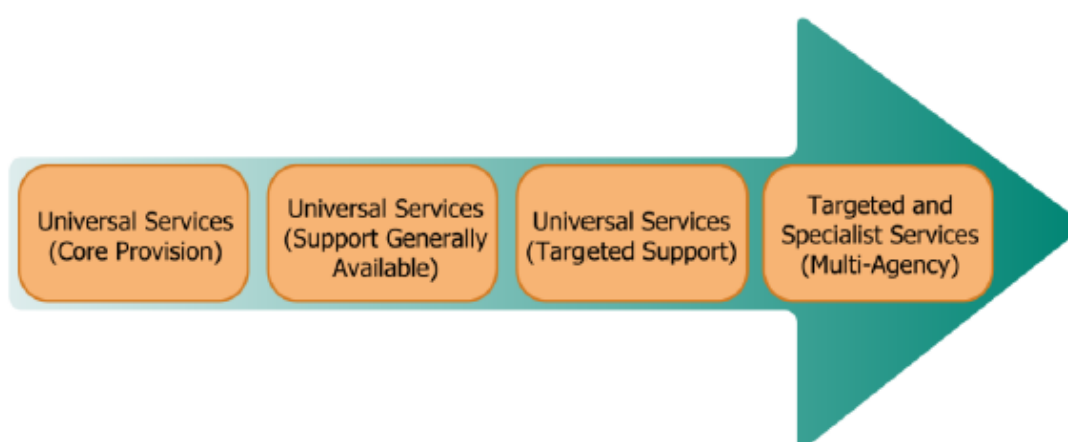 Universal Services
(Core Provision)
Universal Services
(Support Generally
Available)
Universal Services
(Targeted Support)
Targeted and
Specialist Services
(Multi-Agency)